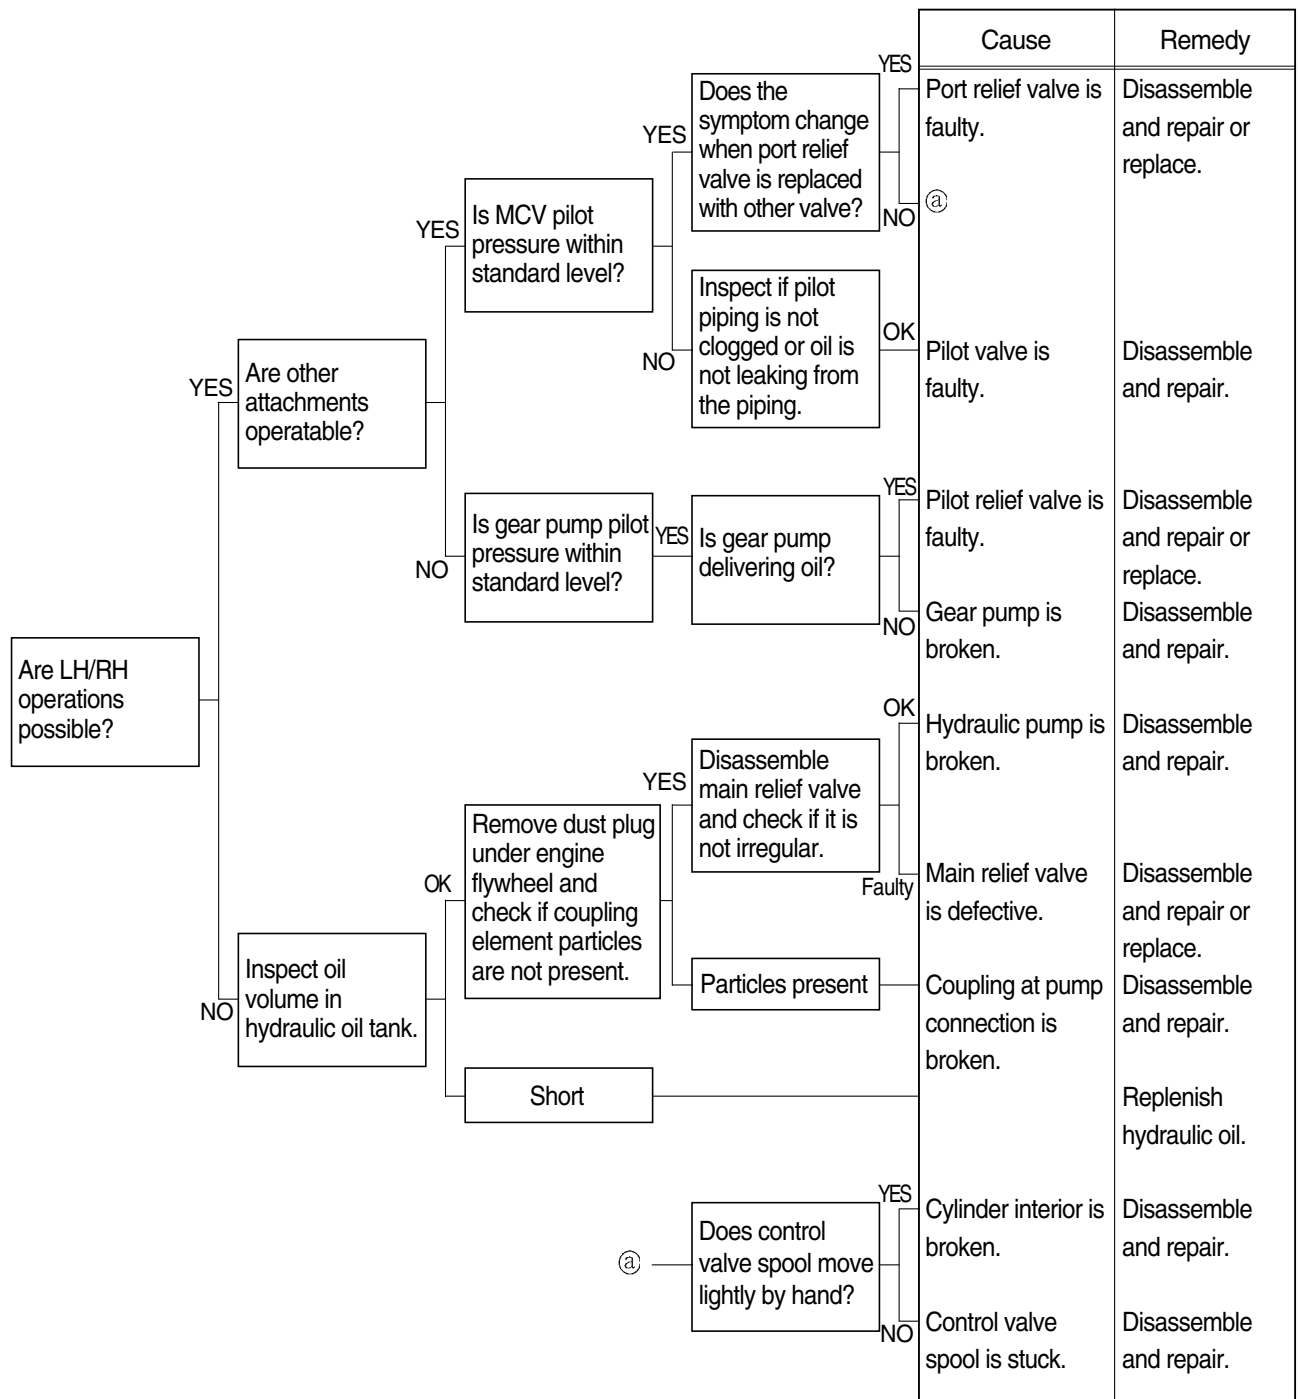 Cause
Remedy
Are LH/RH
operations
possible?
YES
Are other
attachments
operatable?
YES
Is MCV pilot
pressure within
standard level?
YES
Does the
symptom change
when port relief
valve is replaced
with other valve?
YES
Port relief valve is
faulty.
Disassemble
and repair or
replace.
NO
ⓐ
NO
Inspect if pilot
piping is not
clogged or oil is
not leaking from
the piping.
OK
Pilot valve is
faulty.
Disassemble
and repair.
NO
Is gear pump pilot
pressure within
standard level?
YES
Is gear pump
delivering oil?
YES
Pilot relief valve is
faulty.
Disassemble
and repair or
replace.
NO
Gear pump is
broken.
Disassemble
and repair.
NO
Inspect oil
volume in
hydraulic oil tank.
OK
Remove dust plug
under engine
flywheel and
check if coupling
element particles
are not present.
YES
Disassemble
main relief valve
and check if it is
not irregular.
OK
Hydraulic pump is
broken.
Disassemble
and repair.
Faulty
Main relief valve
is defective.
Disassemble
and repair or
replace.
Particles present
Coupling at pump
connection is
broken.
Disassemble
and repair.
Short
Replenish
hydraulic oil.
ⓐ
Does control
valve spool move
lightly by hand?
YES
Cylinder interior is
broken.
Disassemble
and repair.
NO
Control valve
spool is stuck.
Disassemble
and repair.